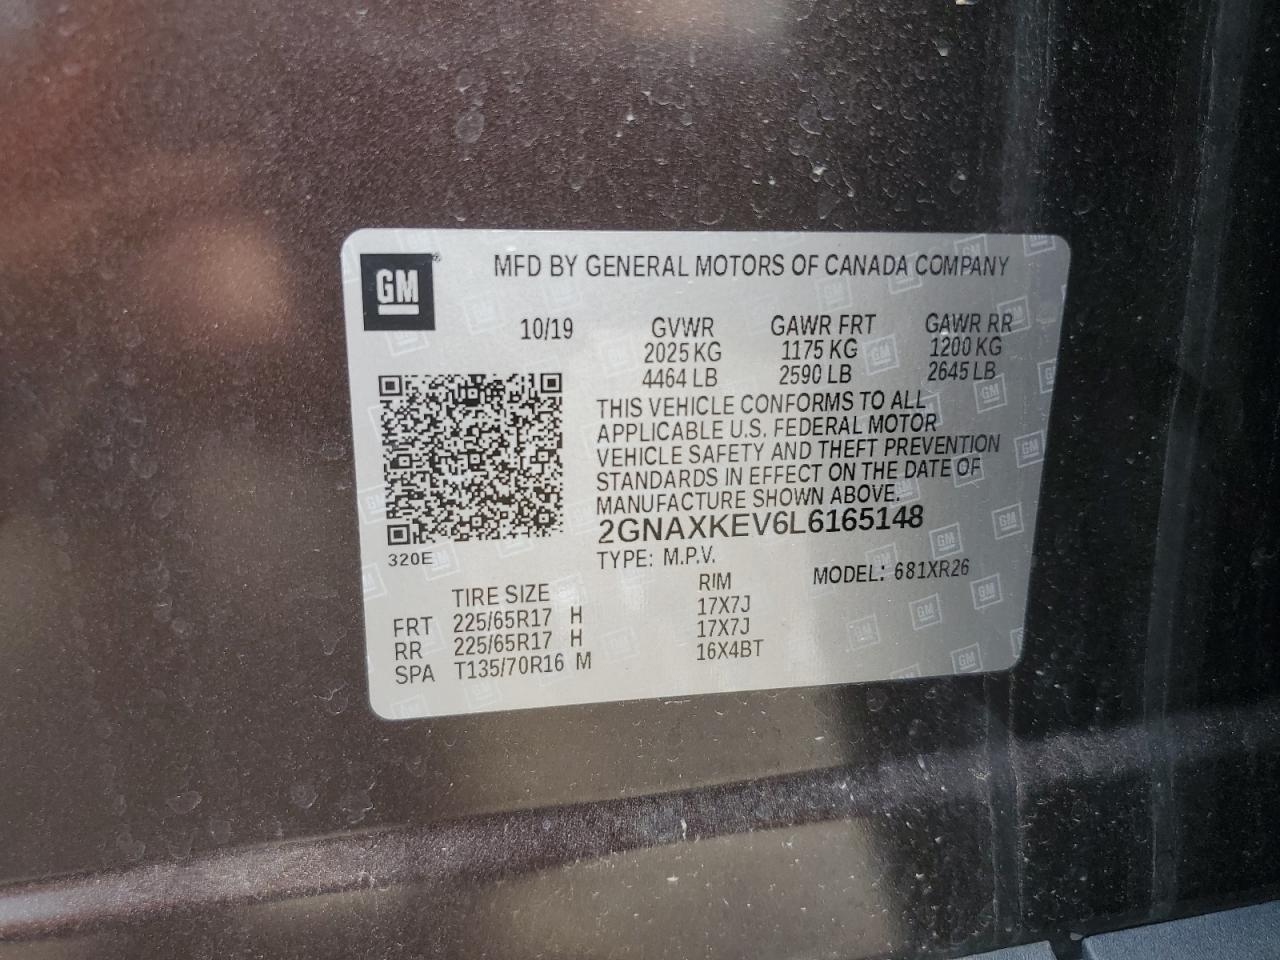 GM
MFD BY GENERAL MOTORS OF CANADA COMPANY
10/19 GVWR GAWR FRT GAWR RR
2025 KG 1175 KG 1200 KG
4464 LB 2590 LB 2645 LB
THIS VEHICLE CONFORMS TO ALL
APPLICABLE U.S. FEDERAL MOTOR
VEHICLE SAFETY AND THEFT PREVENTION
STANDARDS IN EFFECT ON THE DATE OF
MANUFACTURE SHOWN ABOVE.
2GNAXKEV6L6165148
320E
TYPE: M.P.V. MODEL: 681XR26
TIRE SIZE RIM
FRT 225/65R17 H 17X7J
RR 225/65R17 H 17X7J
SPA T135/70R16 M 16X4BT